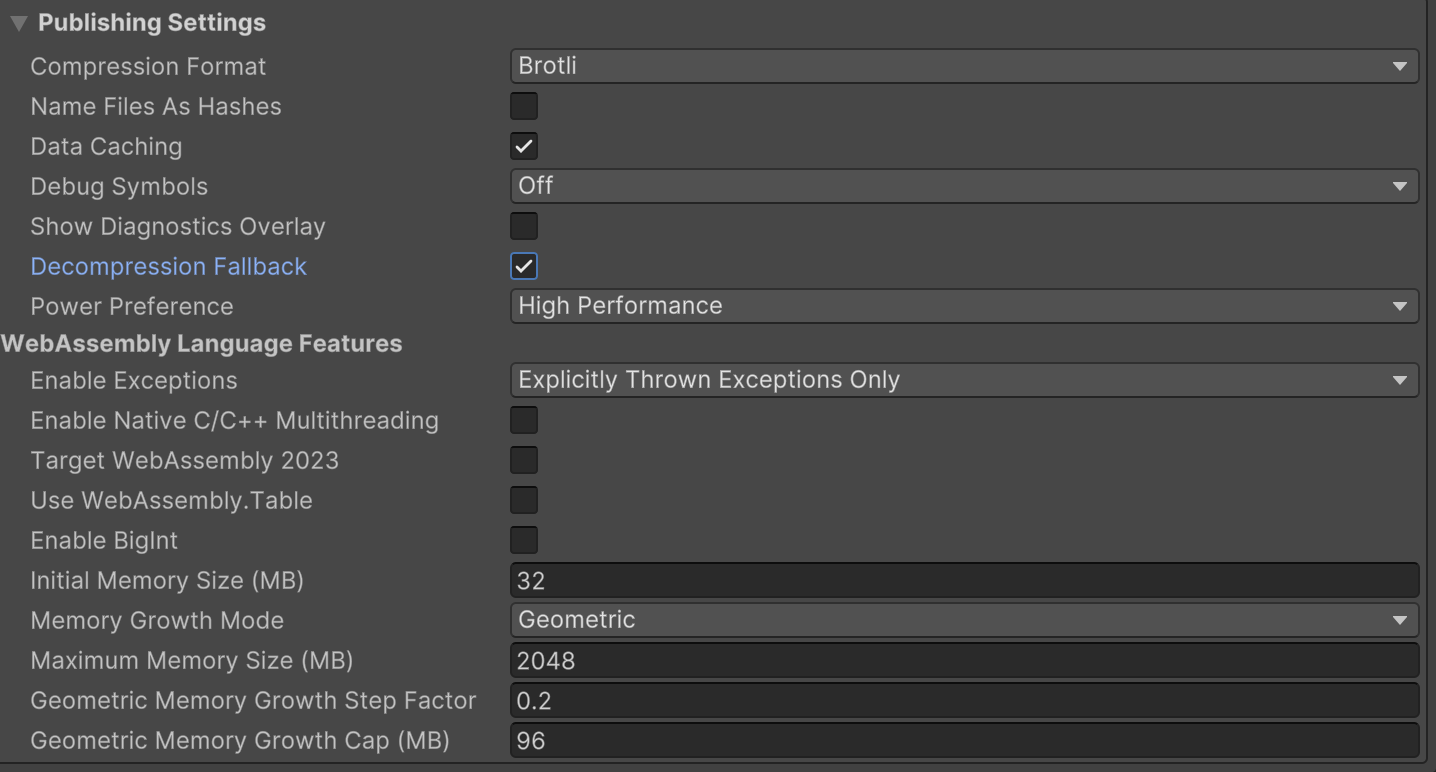 Publishing Settings
Compression Format Brotli
Name Files As Hashes
Data Caching
Debug Symbols Off
Show Diagnostics Overlay
Decompression Fallback
Power Preference High Performance
WebAssembly Language Features
Enable Exceptions Explicitly Thrown Exceptions Only
Enable Native C/C++ Multithreading
Target WebAssembly 2023
Use WebAssembly.Table
Enable BigInt
Initial Memory Size (MB) 32
Memory Growth Mode Geometric
Maximum Memory Size (MB) 2048
Geometric Memory Growth Step Factor 0.2
Geometric Memory Growth Cap (MB) 96